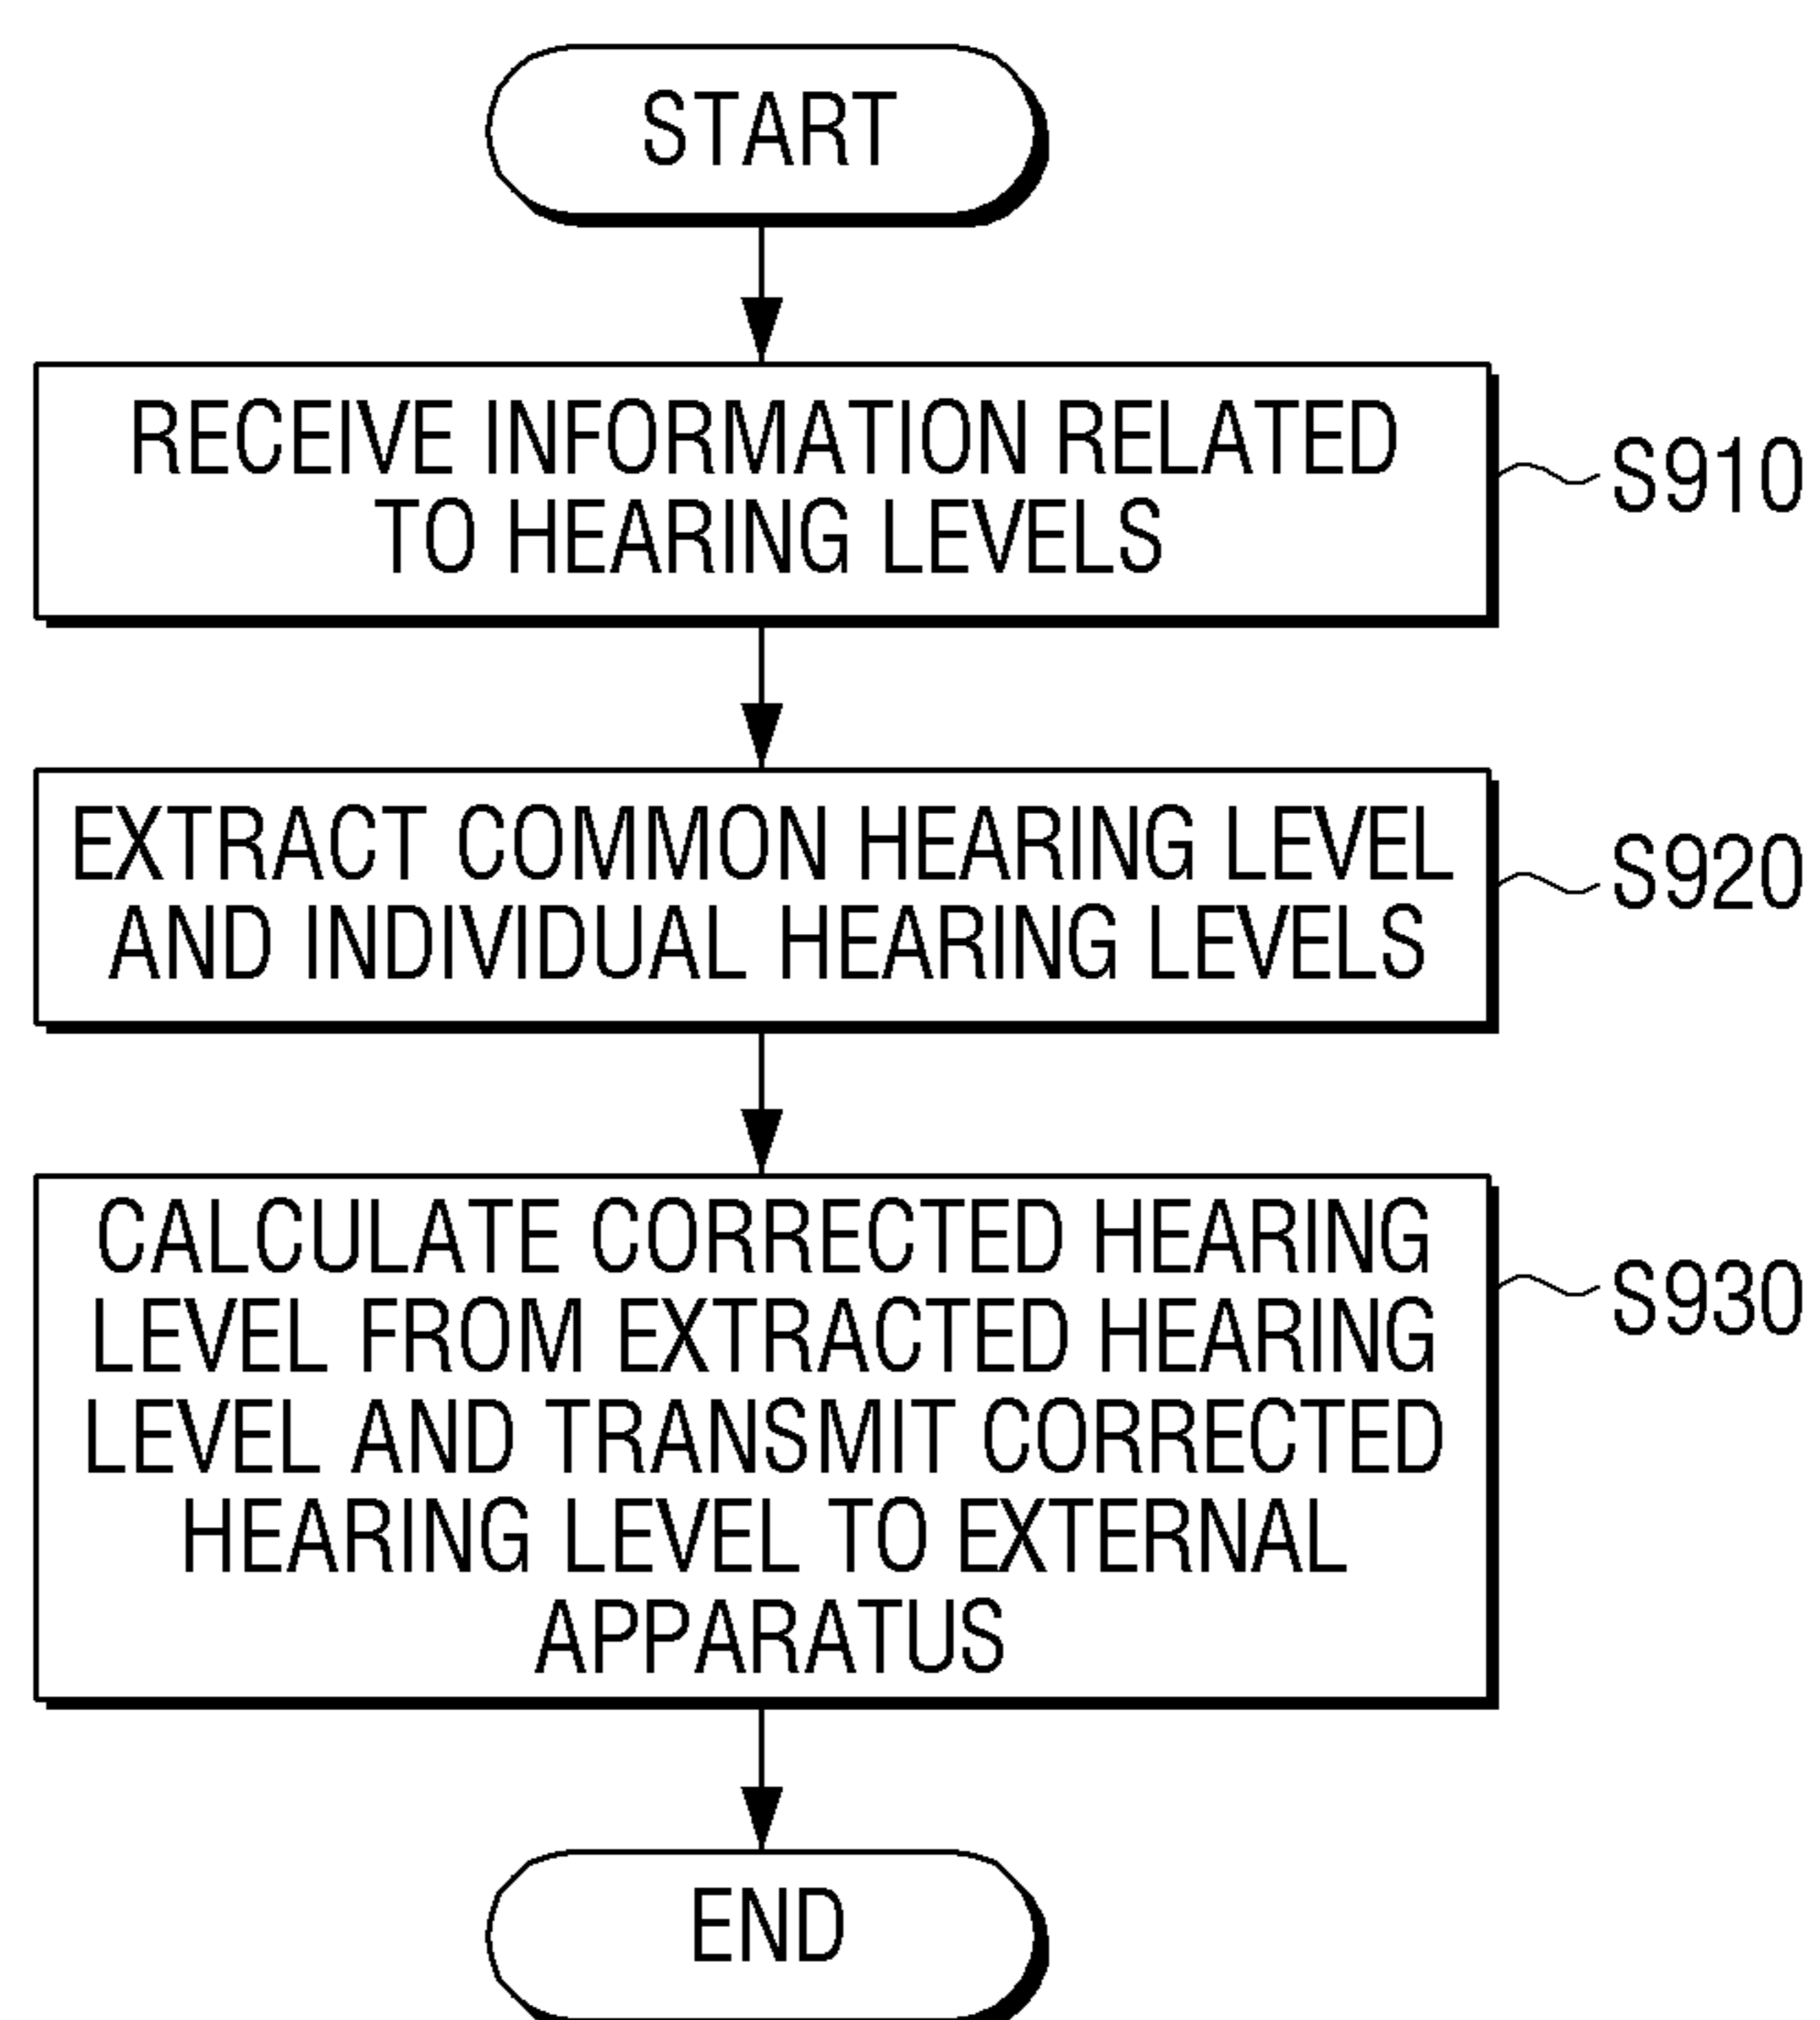 START
RECEIVE INFORMATION RELATED
TO HEARING LEVELS
S910
EXTRACT COMMON HEARING LEVEL
AND INDIVIDUAL HEARING LEVELS
S920
CALCULATE CORRECTED HEARING
LEVEL FROM EXTRACTED HEARING
LEVEL AND TRANSMIT CORRECTED
HEARING LEVEL TO EXTERNAL
APPARATUS
S930
END